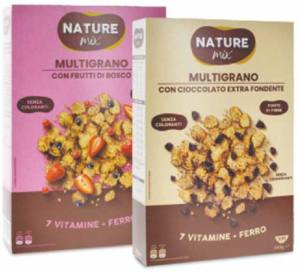 NATURE
mix
MULTIGRANO
CON FRUTTI DI BOSCO
SENZA
COLORANTI
7 VITAMINE + FERRO
NATURE
mix
MULTIGRANO
CON CIOCCOLATO EXTRA FONDENTE
SENZA
COLORANTI
FONTE
DI FIBRE
7 VITAMINE + FERRO